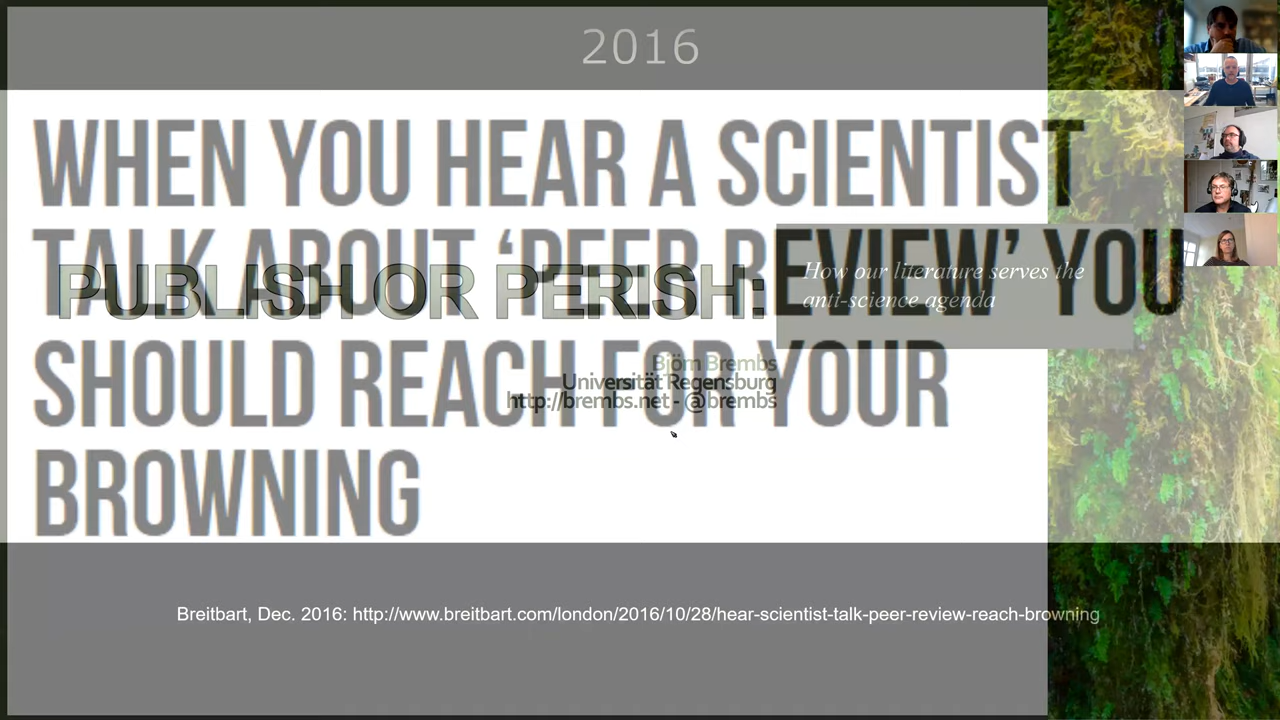 2016
WHEN YOU HEAR A SCIENTIST
TALK ABOUT ‘PEER REVIEW’ YOU
SHOULD REACH FOR YOUR
BROWNING
PUBLISH OR PERISH:
How our literature serves the
anti-science agenda
Björn Brembs
Universität Regensburg
http://brembs.net - @brembs
Breitbart, Dec. 2016: http://www.breitbart.com/london/2016/10/28/hear-scientist-talk-peer-review-reach-browning